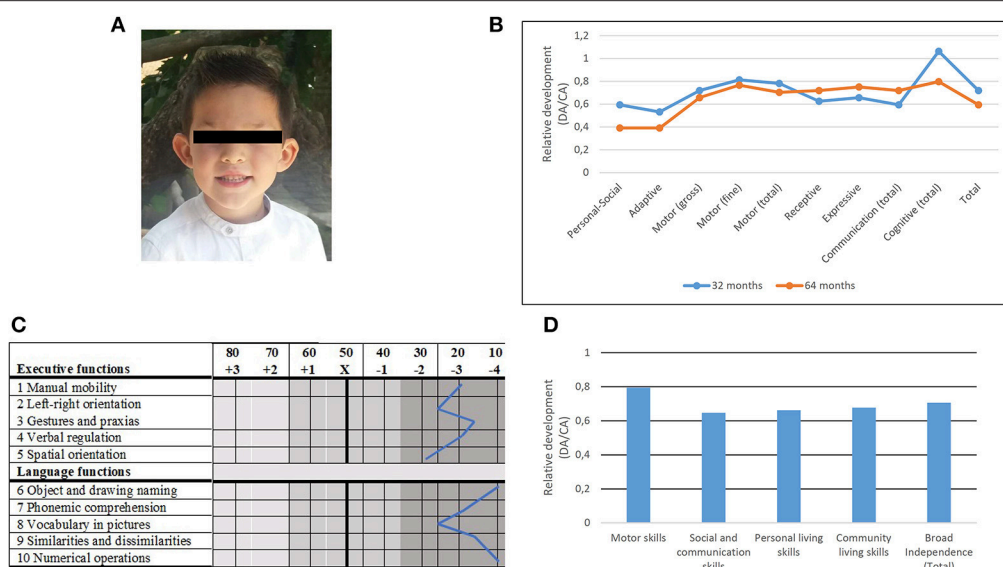 A
B
1,2
1
0,8
0,6
0,4
0,2
0
Relative development
(DA/CA)
Personal-Social
Adaptive
Motor (gross)
Motor (fine)
Motor (total)
Receptive
Expressive
Communication (total)
Cognitive (total)
Total
32 months
64 months
C
80 70 60 50 40 30 20 10
Executive functions +3 +2 +1 X -1 -2 -3 -4
1 Manual mobility
2 Left-right orientation
3 Gestures and praxias
4 Verbal regulation
5 Spatial orientation
Language functions
6 Object and drawing naming
7 Phonemic comprehension
8 Vocabulary in pictures
9 Similarities and dissimilarities
10 Numerical operations
D
1
0,8
0,6
0,4
0,2
0
Relative development
(DA/CA)
Motor skills
Social and
communication
skills
Personal living
skills
Community
living skills
Broad
Independence
(Total)